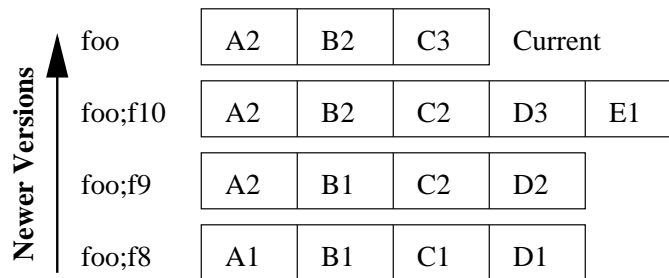 foo A2 B2 C3 Current
foo;f10 A2 B2 C2 D3 E1
foo;f9 A2 B1 C2 D2
foo;f8 A1 B1 C1 D1
Newer Versions